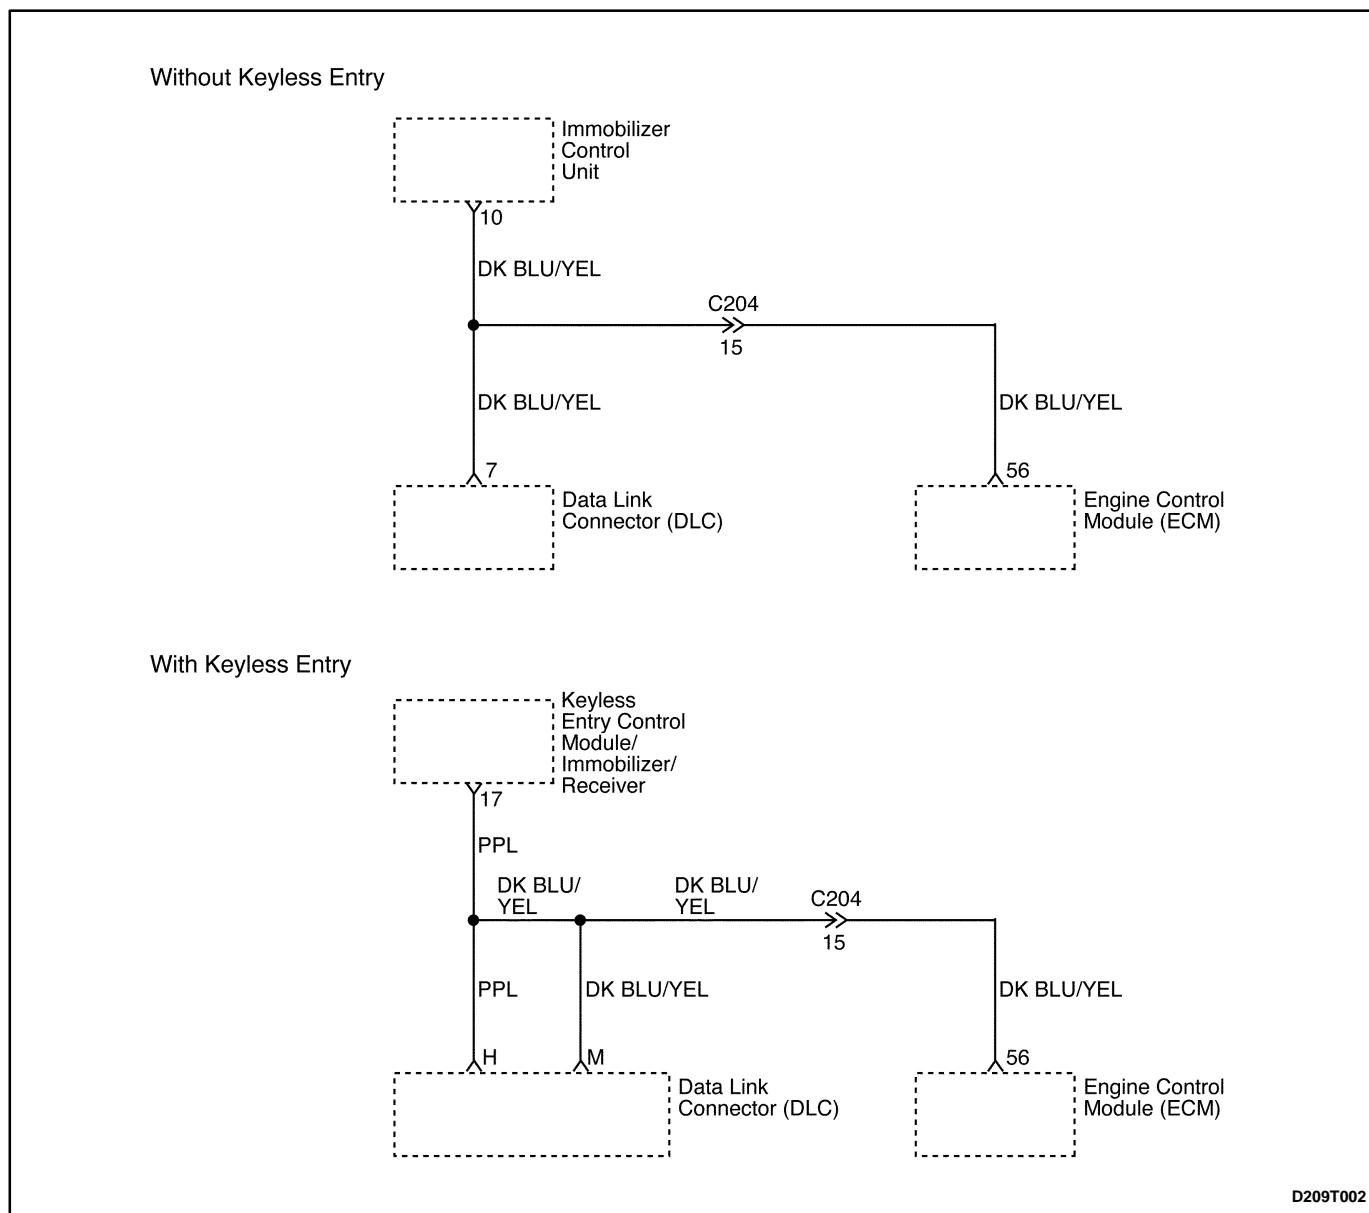 Without Keyless Entry
Immobilizer
Control
Unit
10
DK BLU/YEL
C204
15
DK BLU/YEL
DK BLU/YEL
7
56
Data Link
Connector (DLC)
Engine Control
Module (ECM)
With Keyless Entry
Keyless
Entry Control
Module/
Immobilizer/
Receiver
17
PPL
DK BLU/
YEL
DK BLU/
YEL
C204
15
PPL
DK BLU/YEL
DK BLU/YEL
H
M
56
Data Link
Connector (DLC)
Engine Control
Module (ECM)
D209T002